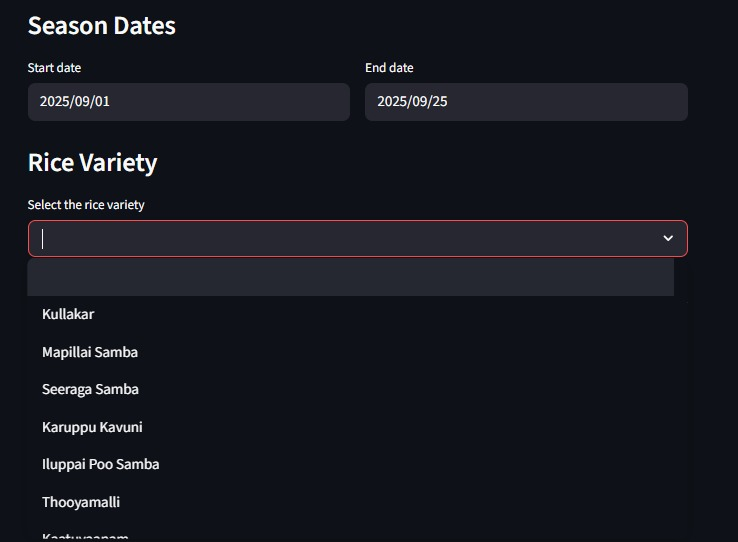 Season Dates
Start date
End date
2025/09/01
2025/09/25
Rice Variety
Select the rice variety
Kullakar
Mapillai Samba
Seeraga Samba
Karuppu Kavuni
Iluppai Poo Samba
Thooyamalli